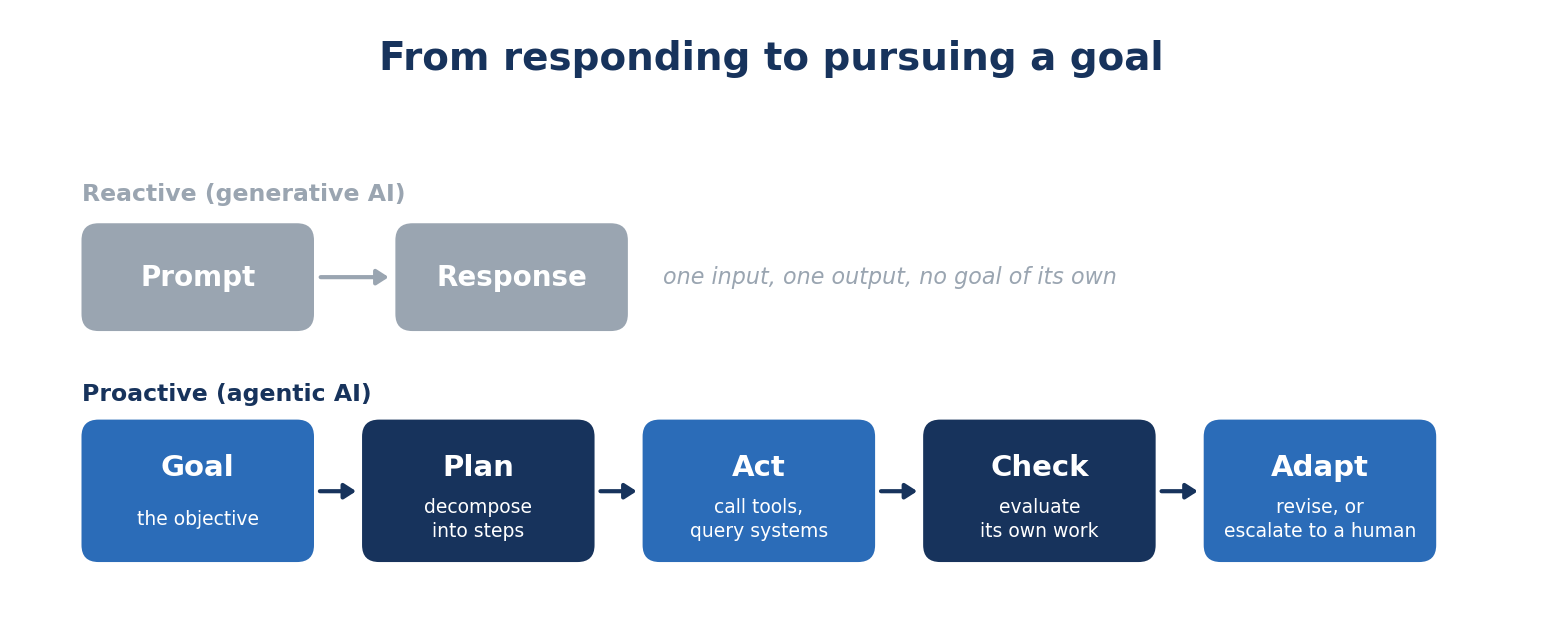 From responding to pursuing a goal
Reactive (generative AI)
Prompt
Response
one input, one output, no goal of its own
Proactive (agentic AI)
Goal
the objective
Plan
decompose
into steps
Act
call tools,
query systems
Check
evaluate
its own work
Adapt
revise, or
escalate to a human